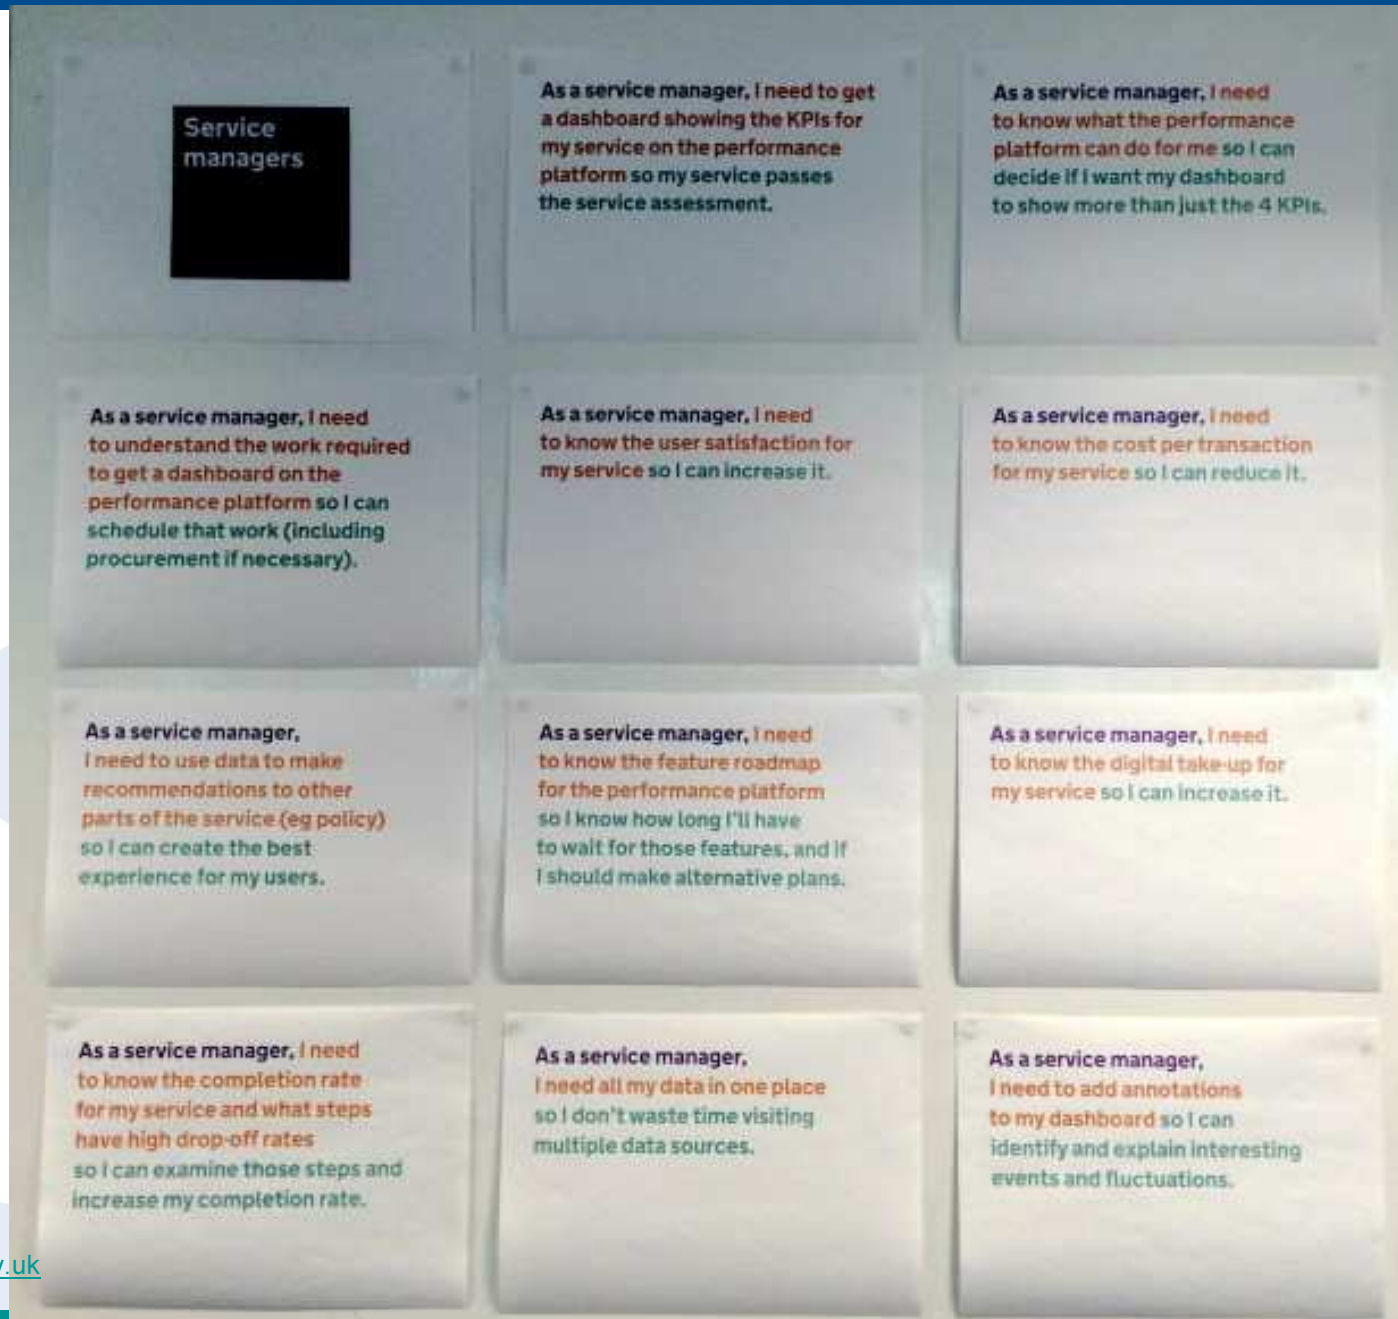 Service
managers
As a service manager, I need to get
a dashboard showing the KPIs for
my service on the performance
platform so my service passes
the service assessment.
As a service manager, I need
to know what the performance
platform can do for me so I can
decide if I want my dashboard
to show more than just the 4 KPIs.
As a service manager, I need
to understand the work required
to get a dashboard on the
performance platform so I can
schedule that work (including
procurement if necessary).
As a service manager, I need
to know the user satisfaction for
my service so I can increase it.
As a service manager, I need
to know the cost per transaction
for my service so I can reduce it.
As a service manager,
I need to use data to make
recommendations to other
parts of the service (eg policy)
so I can create the best
experience for my users.
As a service manager, I need
to know the feature roadmap
for the performance platform
so I know how long I'll have
to wait for those features, and if
I should make alternative plans.
As a service manager, I need
to know the digital take-up for
my service so I can increase it.
As a service manager, I need
to know the completion rate
for my service and what steps
have high drop-off rates
so I can examine those steps and
increase my completion rate.
As a service manager,
I need all my data in one place
so I don't waste time visiting
multiple data sources.
As a service manager,
I need to add annotations
to my dashboard so I can
identify and explain interesting
events and fluctuations.
.uk